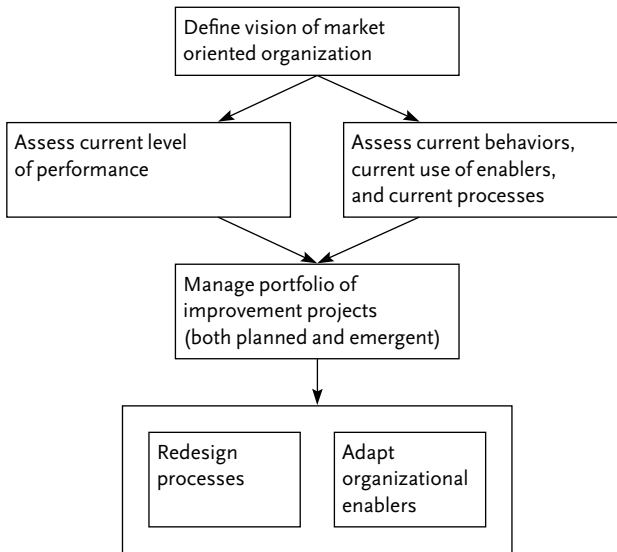 Define vision of market
oriented organization
Assess current level
of performance
Assess current behaviors,
current use of enablers,
and current processes
Manage portfolio of
improvement projects
(both planned and emergent)
Redesign
processes
Adapt
organizational
enablers